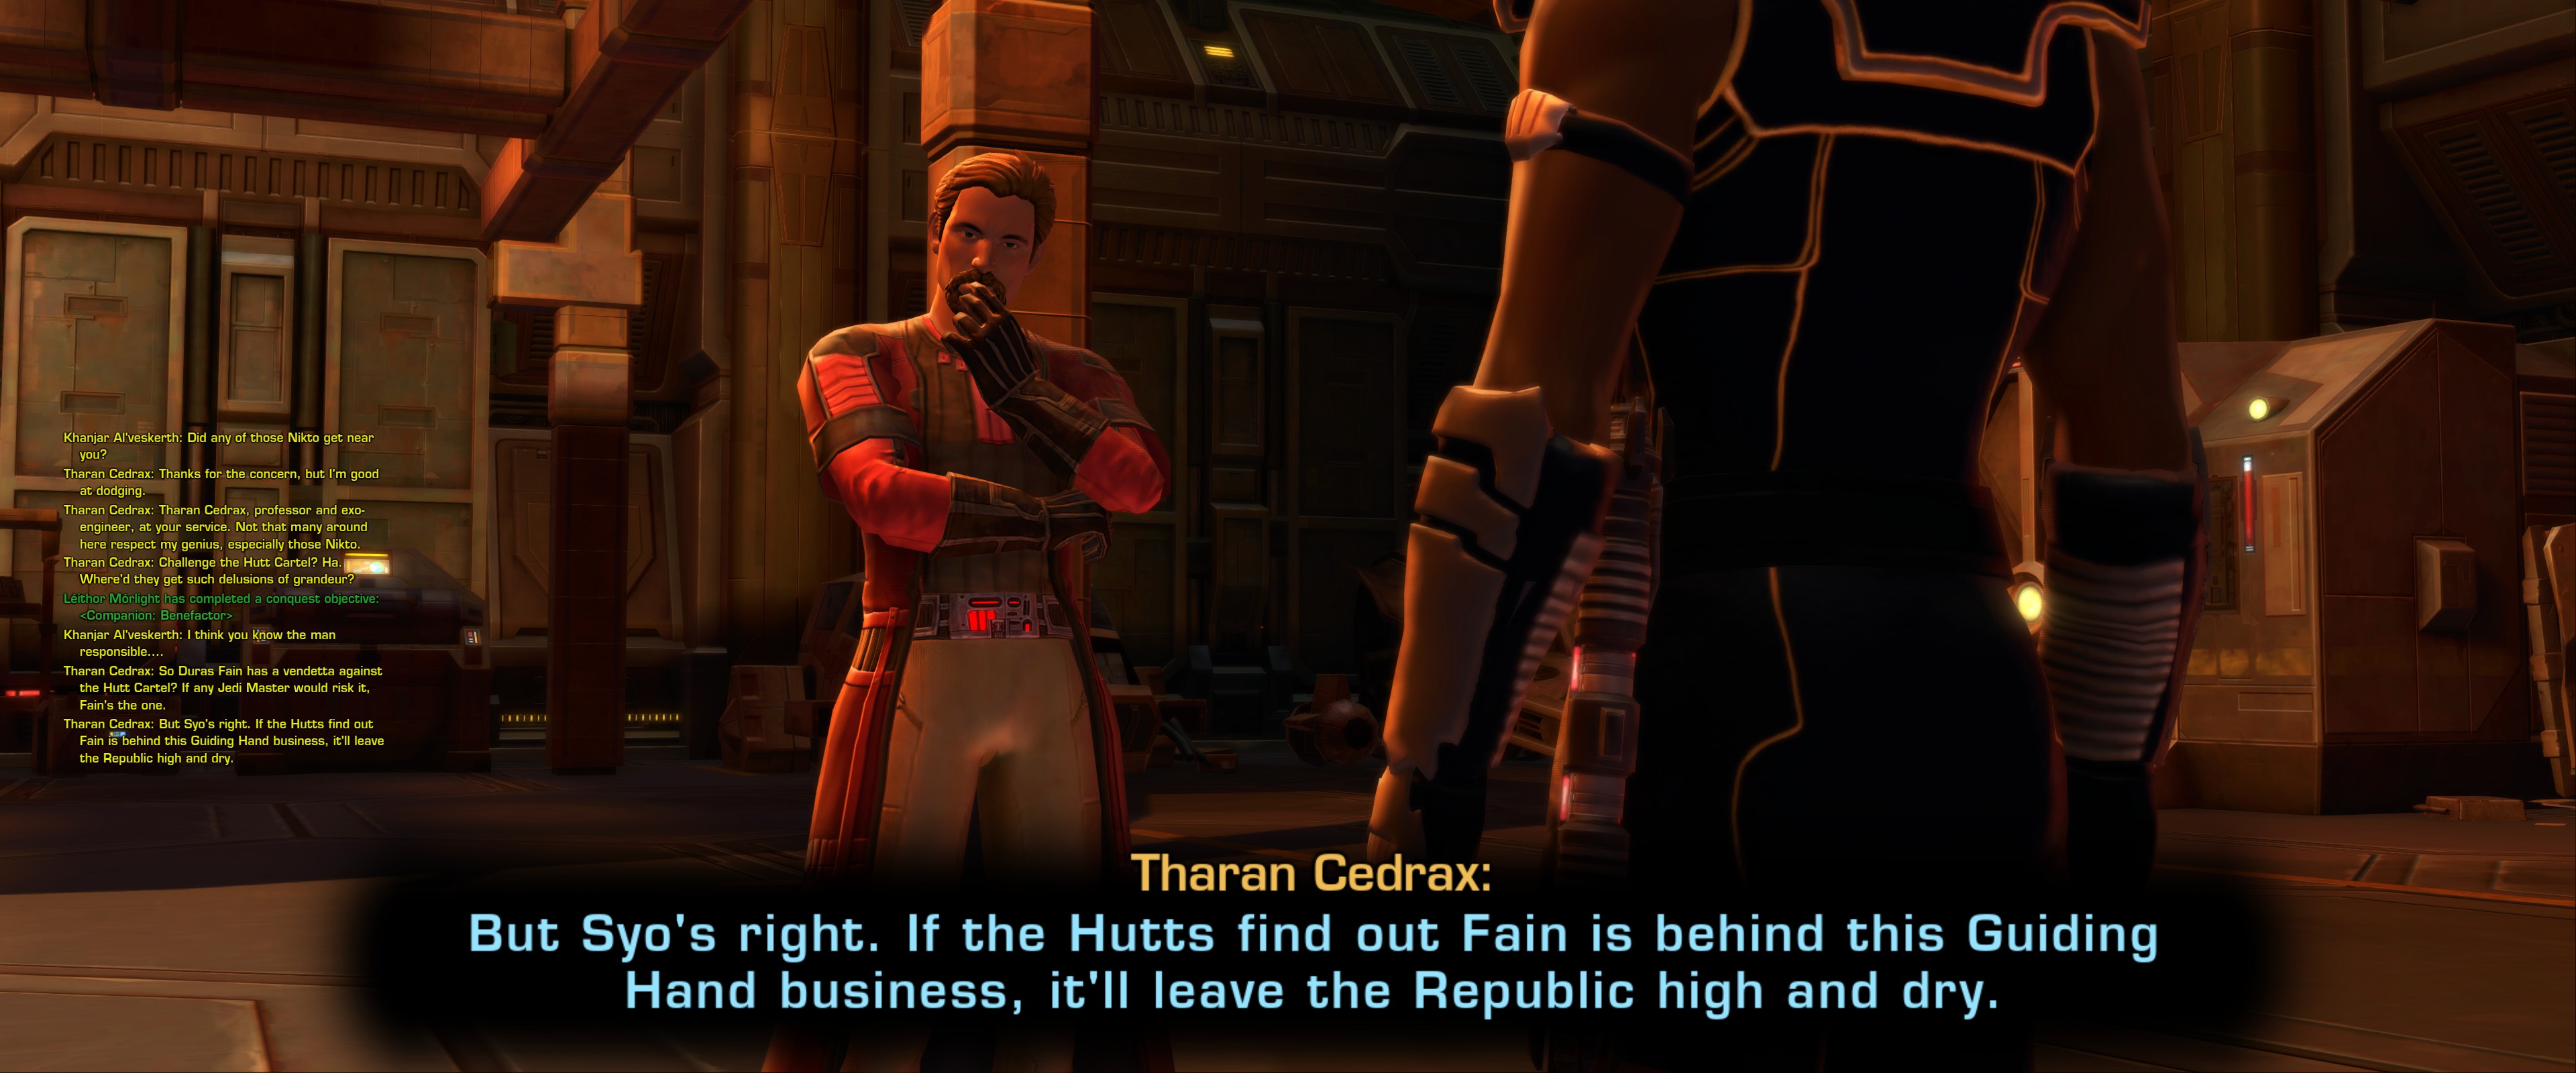 Khanjar Al'veskerth: Did any of those Nikto get near
you?
Tharan Cedrax: Thanks for the concern, but I'm good
at dodging.
Tharan Cedrax: Tharan Cedrax, professor and exo-
engineer, at your service. Not that many around
here respect my genius, especially those Nikto.
Tharan Cedrax: Challenge the Hutt Cartel? Ha.
Where'd they get such delusions of grandeur?
Léithor Mórlight has completed a conquest objective:
<Companion: Benefactor>
Khanjar Al'veskerth: I think you know the man
responsible....
Tharan Cedrax: So Duras Fain has a vendetta against
the Hutt Cartel? If any Jedi Master would risk it,
Fain's the one.
Tharan Cedrax: But Syo's right. If the Hutts find out
Fain is behind this Guiding Hand business, it'll leave
the Republic high and dry.
Tharan Cedrax:
But Syo's right. If the Hutts find out Fain is behind this Guiding
Hand business, it'll leave the Republic high and dry.